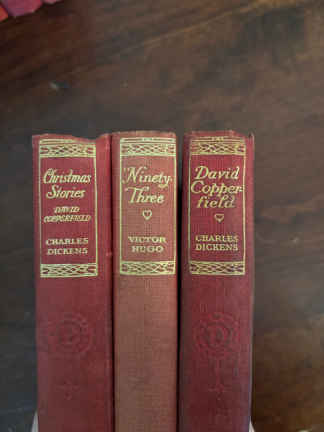 Christmas
Stories
DAVID
COPPERFIELD
CHARLES
DICKENS
Ninety-
Three
VICTOR
HUGO
David
Copper-
field
CHARLES
DICKENS